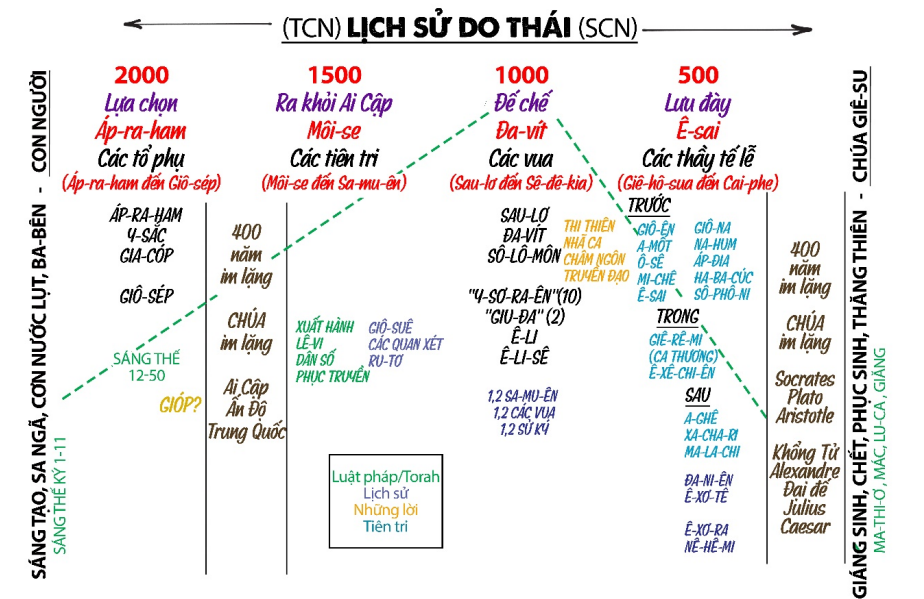 (TCN) LỊCH SỬ DO THÁI (SCN)
SÁNG TẠO, SA NGÃ, CƠN NƯỚC LỤT, BA-BÊN - CON NGƯỜI
SÁNG THẾ KÝ 1-11
2000
Lựa chọn
Áp-ra-ham
Các tổ phụ
(Áp-ra-ham đến Giô-sép)
ÁP-RA-HAM
Y-SẮC
GIA-CÓP
GIÔ-SÉP
SÁNG THẾ
12-50
GIÓP?
400
năm
im lặng
CHÚA
im lặng
Ai Cập
Ấn Độ
Trung Quốc
1500
Ra khỏi Ai Cập
Môi-se
Các tiên tri
(Môi-se đến Sa-mu-ên)
XUẤT HÀNH
LÊ-VI
DÂN SỐ
PHỤC TRUYỀN
GIÔ-SUÊ
CÁC QUAN XÉT
RU-TƠ
1000
Đế chế
Đa-vít
Các vua
(Sau-lơ đến Sê-đê-kia)
SAU-LƠ
ĐA-VÍT
SÔ-LÔ-MÔN
THI THIÊN
NHÃ CA
CHÂM NGÔN
TRUYỀN ĐẠO
"Y-SƠ-RA-ÊN"(10)
"GIU-ĐA" (2)
Ê-LI
Ê-LI-SÊ
1,2 SA-MU-ÊN
1,2 CÁC VUA
1,2 SỬ KÝ
500
Lưu đày
Ê-sai
Các thầy tế lễ
(Giê-hô-sua đến Cai-phe)
TRƯỚC
GIÔ-ÊN
A-MỐT
Ô-SÊ
MI-CHÊ
Ê-SAI
GIÔ-NA
NA-HUM
ÁP-ĐIA
HA-BA-CÚC
SÔ-PHÔ-NI
TRONG
GIÊ-RÊ-MI
(CA THƯƠNG)
Ê-XÊ-CHI-ÊN
SAU
A-GHÊ
XA-CHA-RI
MA-LA-CHI
ĐA-NI-ÊN
Ê-XƠ-TÊ
Ê-XƠ-RA
NÊ-HÊ-MI
400
năm
im lặng
CHÚA
im lặng
Socrates
Plato
Aristotle
Khổng Tử
Alexandre
Đại đế
Julius
Caesar
GIÁNG SINH, CHẾT, PHỤC SINH, THĂNG THIÊN - CHÚA GIÊ-SU
MA-THI-Ơ, MÁC, LU-CA, GIĂNG
Luật pháp/Torah
Lịch sử
Những lời
Tiên tri